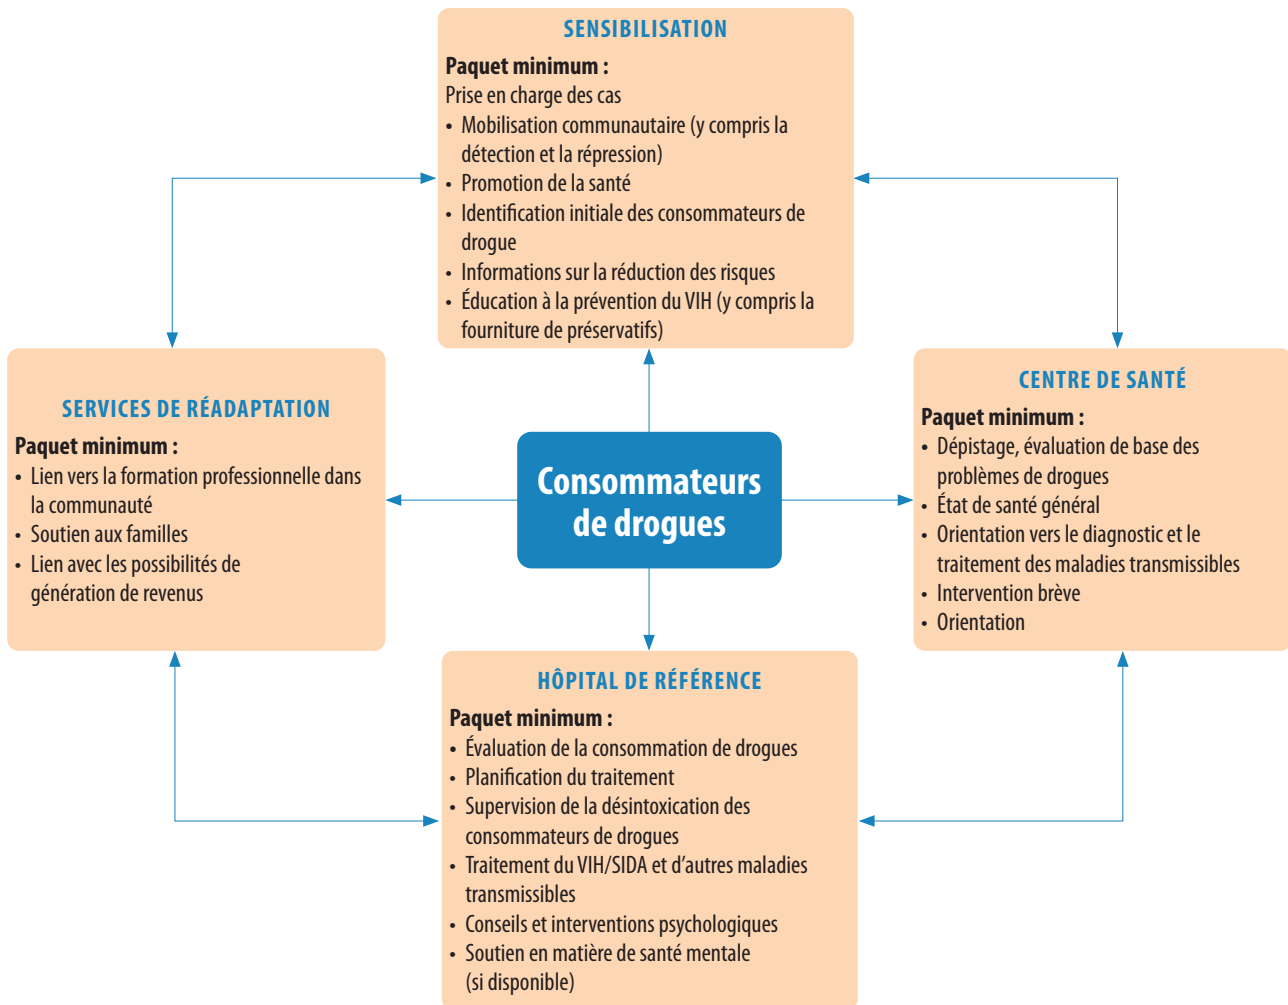 SENSIBILISATION
Paquet minimum :
Prise en charge des cas
• Mobilisation communautaire (y compris la
détection et la répression)
• Promotion de la santé
• Identification initiale des consommateurs de
drogue
• Informations sur la réduction des risques
• Éducation à la prévention du VIH (y compris la
fourniture de préservatifs)
SERVICES DE RÉADAPTATION
Paquet minimum :
• Lien vers la formation professionnelle dans
la communauté
• Soutien aux familles
• Lien avec les possibilités de
génération de revenus
Consommateurs
de drogues
CENTRE DE SANTÉ
Paquet minimum :
• Dépistage, évaluation de base des
problèmes de drogues
• État de santé général
• Orientation vers le diagnostic et le
traitement des maladies transmissibles
• Intervention brève
• Orientation
HÔPITAL DE RÉFÉRENCE
Paquet minimum :
• Évaluation de la consommation de drogues
• Planification du traitement
• Supervision de la désintoxication des
consommateurs de drogues
• Traitement du VIH/SIDA et d'autres maladies
transmissibles
• Conseils et interventions psychologiques
• Soutien en matière de santé mentale
(si disponible)